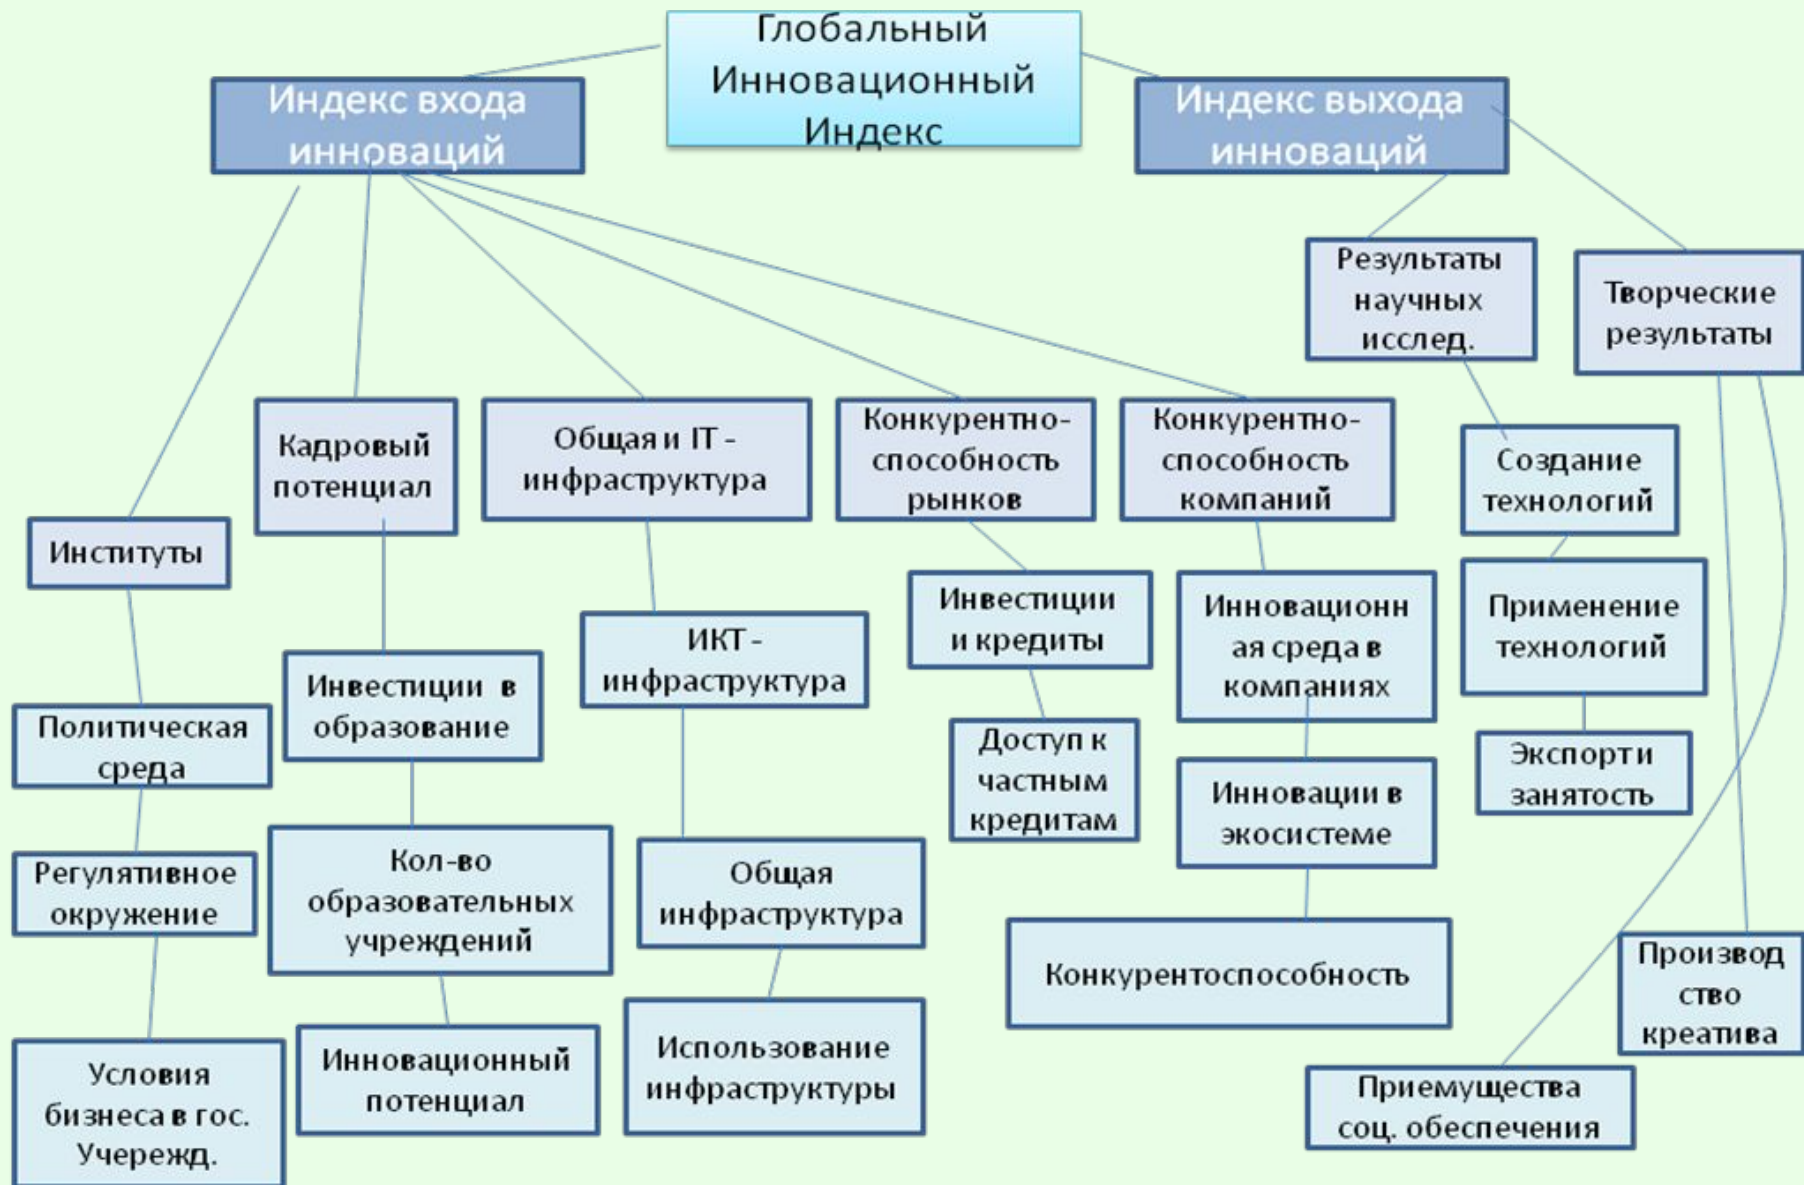 Глобальный
Инновационный
Индекс
Индекс входа
инноваций
Индекс выхода
инноваций
Результаты
научных
исслед.
Творческие
результаты
Институты
Кадровый
потенциал
Общая и IT -
инфраструктура
Конкурентно-
способность
рынков
Конкурентно-
способность
компаний
Создание
технологий
Политическая
среда
Инвестиции в
образование
ИКТ -
инфраструктура
Инвестиции
и кредиты
Инновационн
ая среда в
компаниях
Применение
технологий
Регулятивное
окружение
Кол-во
образовательных
учреждений
Общая
инфраструктура
Доступ к
частным
кредитам
Инновации в
экосистеме
Экспорт и
занятость
Условия
бизнеса в гос.
Учережд.
Инновационный
потенциал
Использование
инфраструктуры
Конкурентоспособность
Производ
ство
креатива
Приемущества
соц. обеспечения